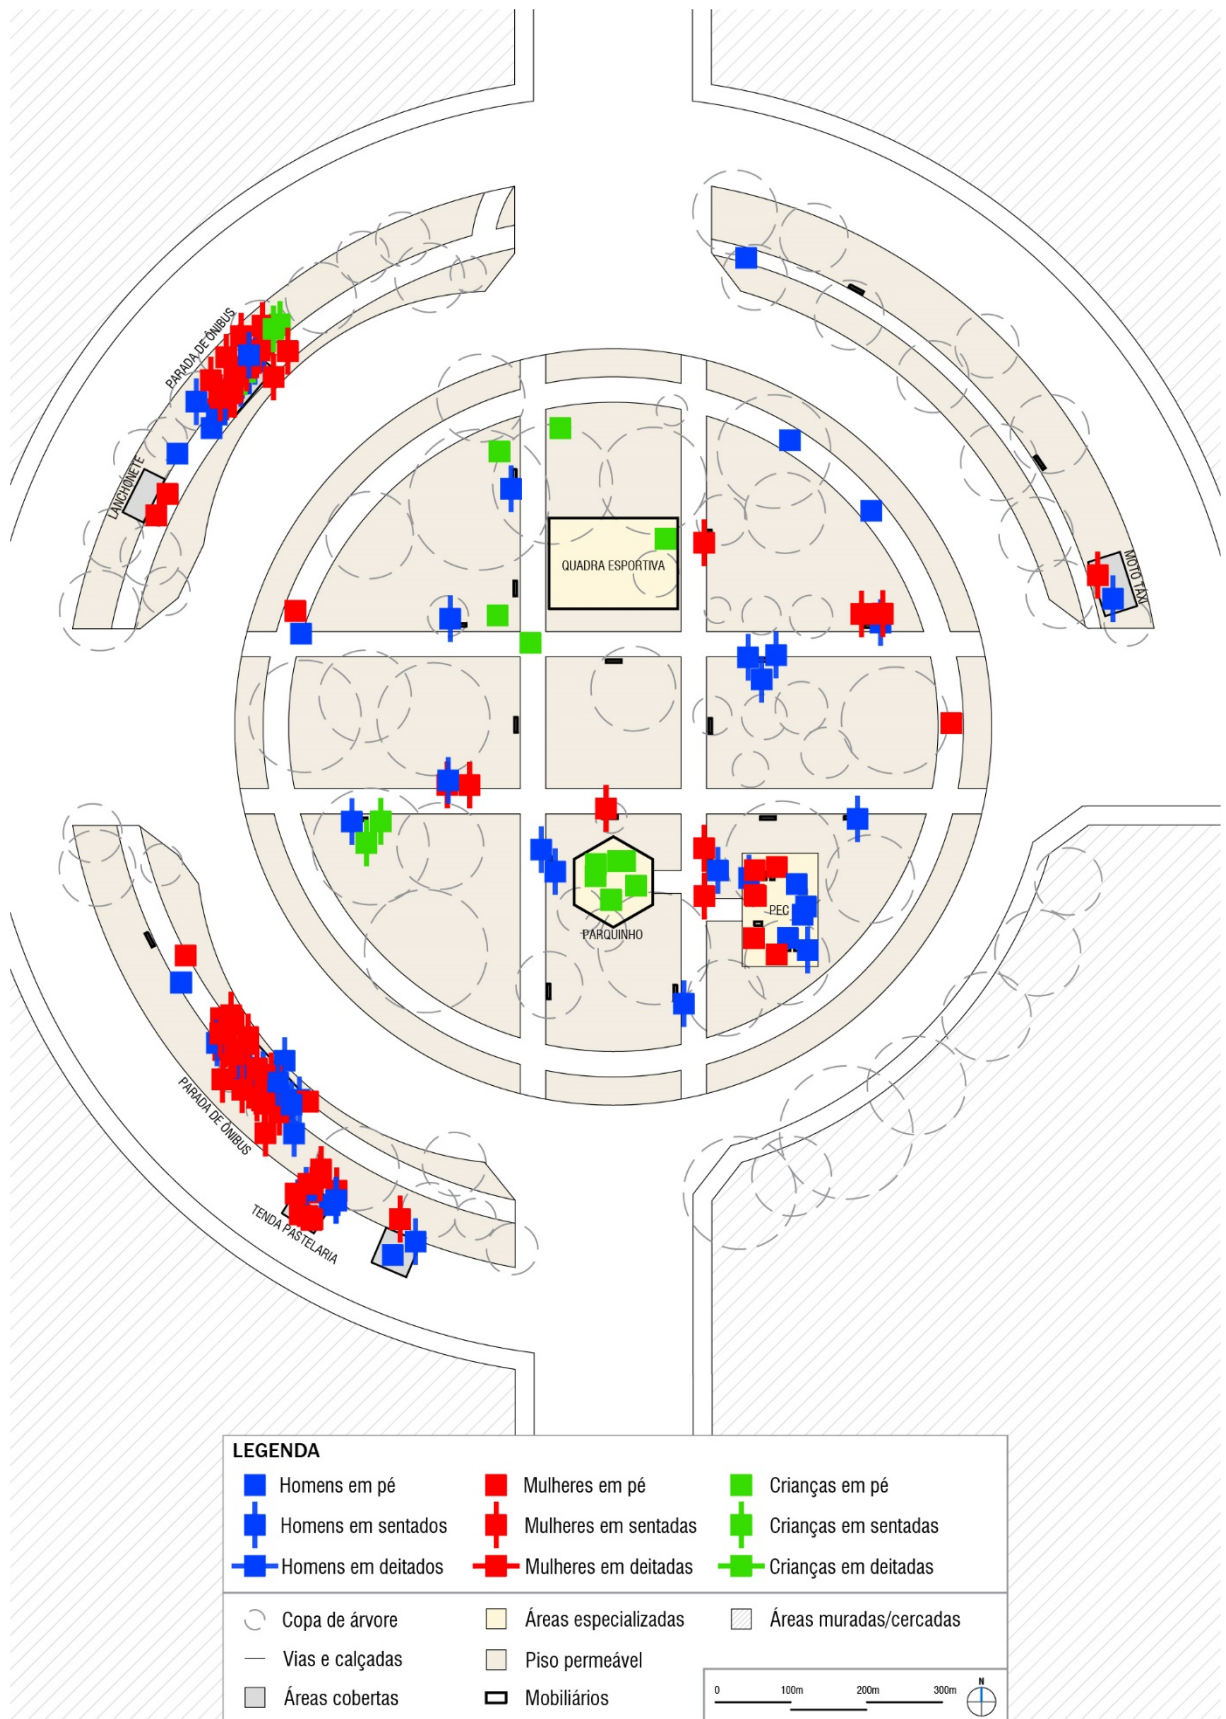 PARADA DE ÔNIBUS
LANCHONETE
QUADRA ESPORTIVA
MOTO TÁXI
PEC
PARQUINHO
PARADA DE ÔNIBUS
TENDA PASTELARIA
LEGENDA
Homens em pé
Mulheres em pé
Crianças em pé
Homens em sentados
Mulheres em sentadas
Crianças em sentadas
Homens em deitados
Mulheres em deitadas
Crianças em deitadas
Copa de árvore
Áreas especializadas
Áreas muradas/cercadas
Vias e calçadas
Piso permeável
Áreas cobertas
Mobiliários
0 100m 200m 300m N